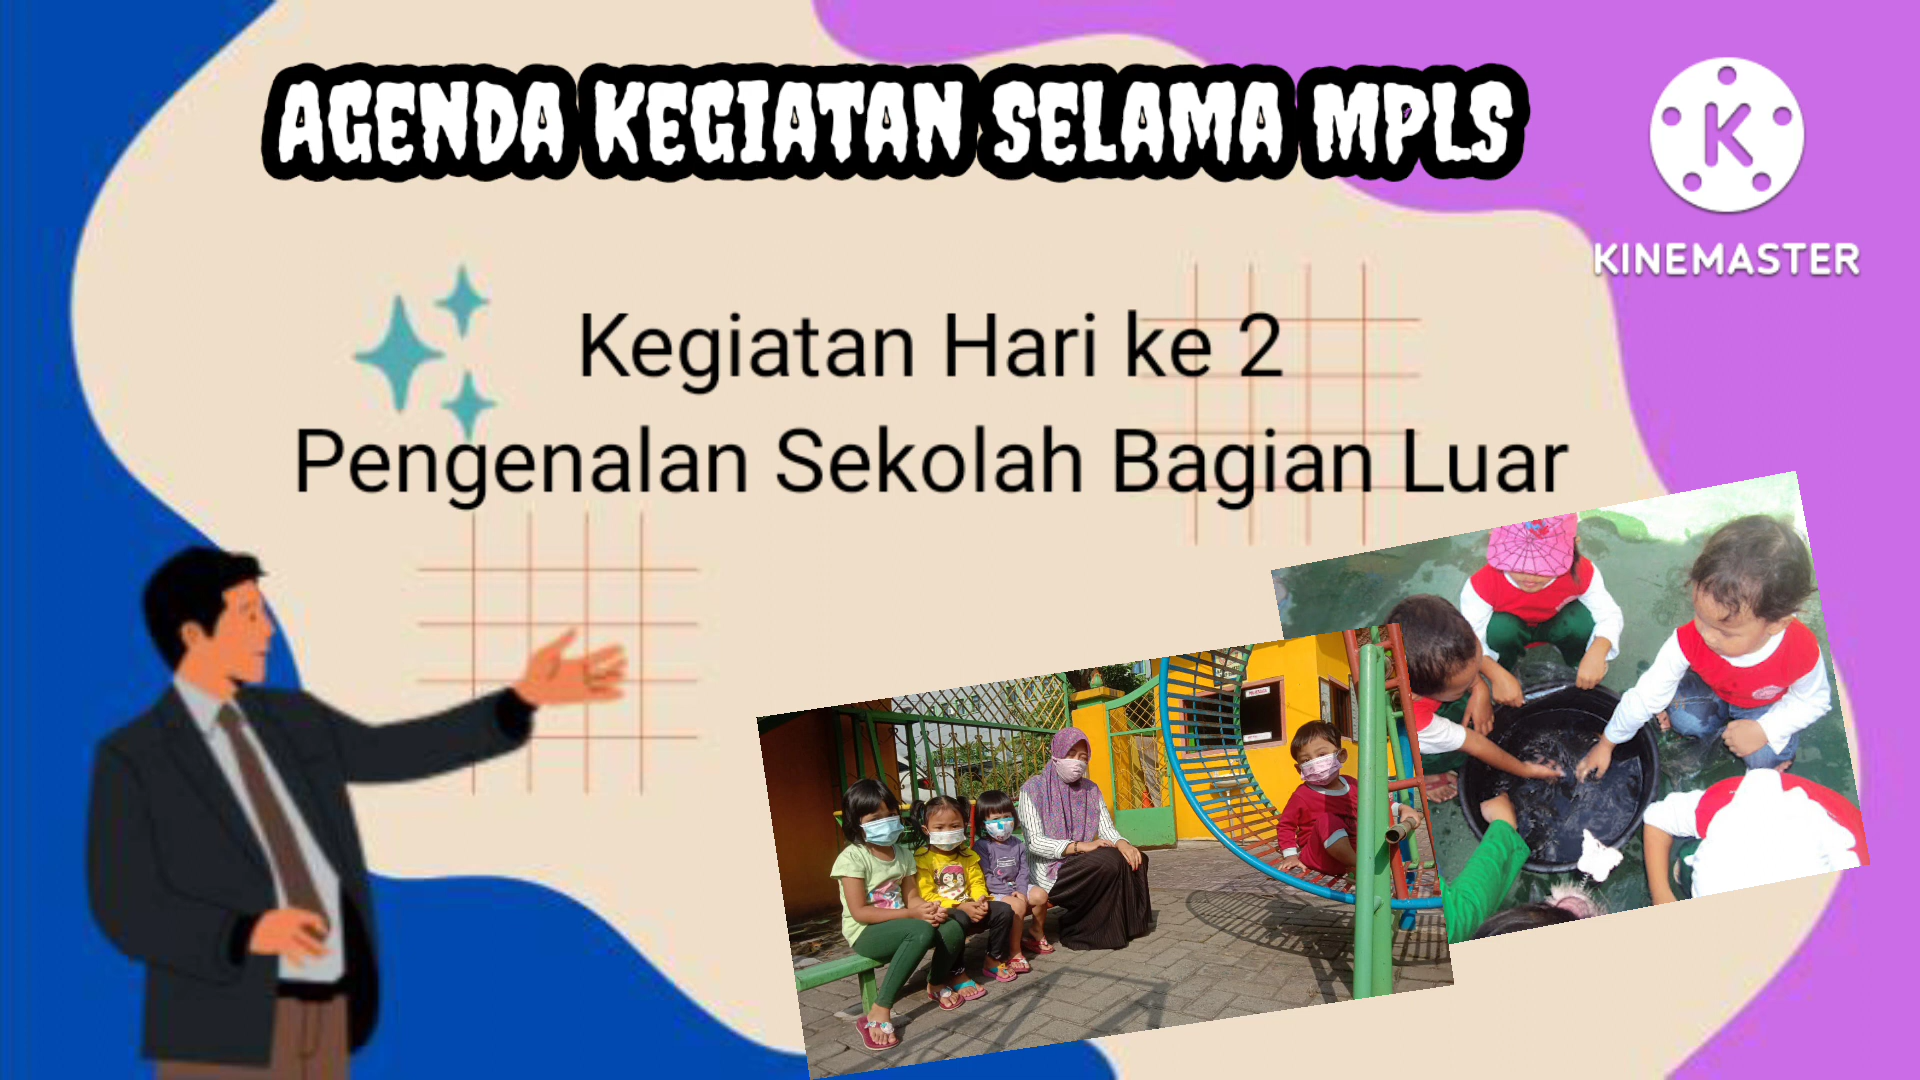 AGENDA KEGIATAN SELAMA MPLS
K
KINEMASTER
Kegiatan Hari ke 2
Pengenalan Sekolah Bagian Luar